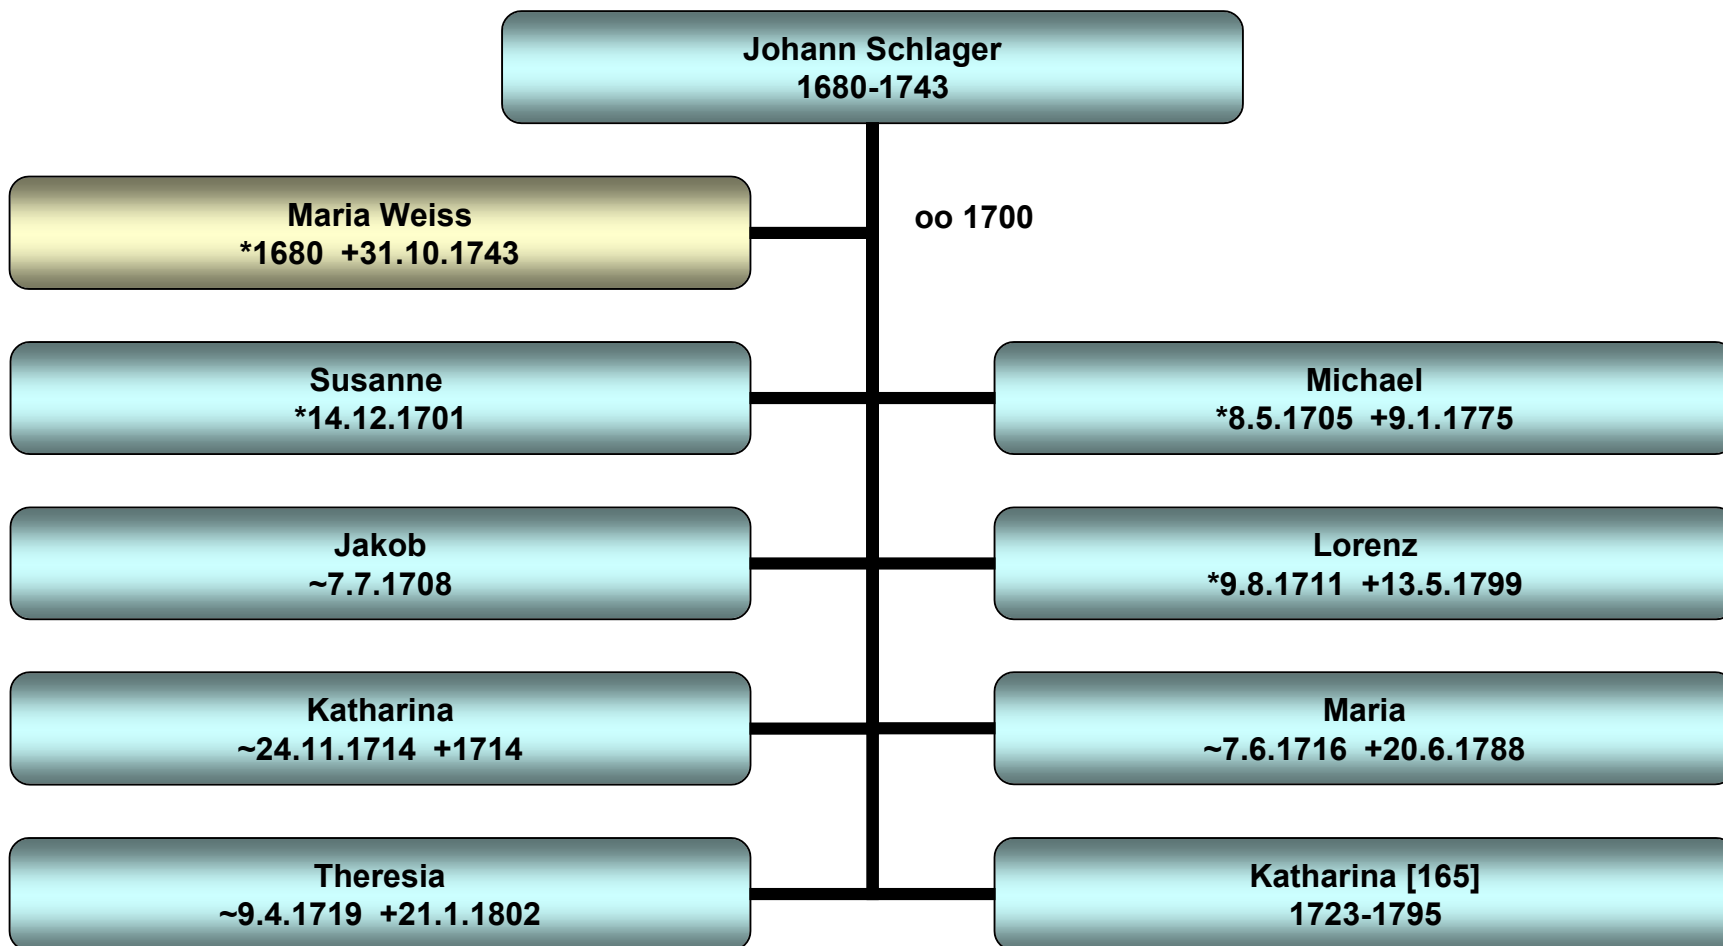 Johann Schlager
1680-1743
Maria Weiss
*1680 +31.10.1743
oo 1700
Susanne
*14.12.1701
Michael
*8.5.1705 +9.1.1775
Jakob
~7.7.1708
Lorenz
*9.8.1711 +13.5.1799
Katharina
~24.11.1714 +1714
Maria
~7.6.1716 +20.6.1788
Theresia
~9.4.1719 +21.1.1802
Katharina [165]
1723-1795